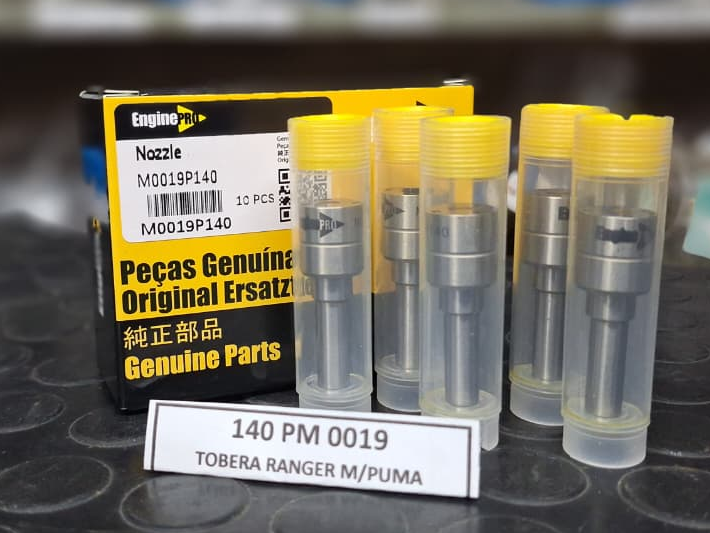 EnginePRO
Nozzle
M0019P140
10 PCS
M0019P140
Peças Genuína
Original Ersatzt
純正部品
Genuine Parts
PRO
140 PM 0019
TOBERA RANGER M/PUMA